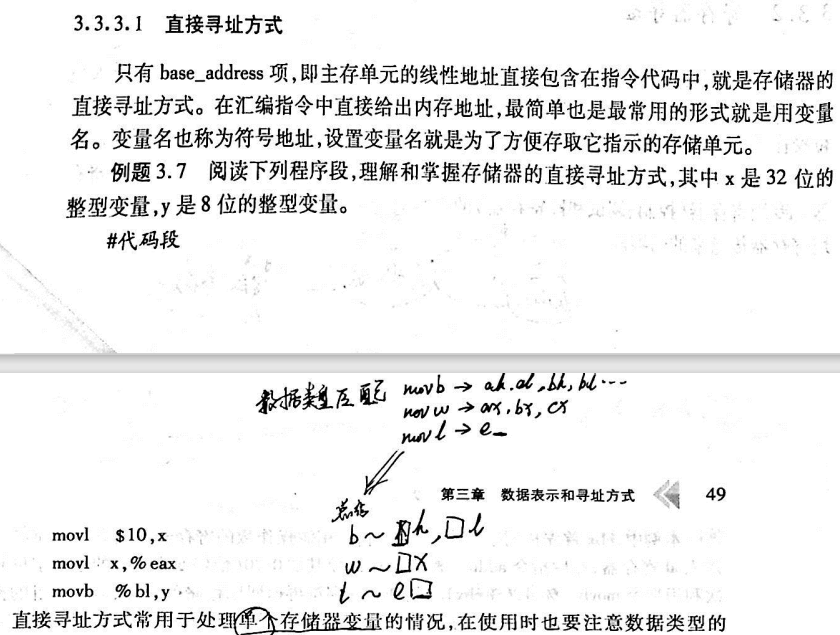 3.3.3.1 直接寻址方式
只有 base_address 项,即主存单元的线性地址直接包含在指令代码中,就是存储器的
直接寻址方式。在汇编指令中直接给出内存地址,最简单也是最常用的形式就是用变量
名。变量名也称为符号地址,设置变量名就是为了方便存取它指示的存储单元。
例题 3.7 阅读下列程序段,理解和掌握存储器的直接寻址方式,其中 x 是 32 位的
整型变量,y 是 8 位的整型变量。
#代码段
数据类型匹配 movb → ah.al,bh,bl···
movw → ax,bx,cx
movl → e_
第三章 数据表示和寻址方式 49
总结
movl $10,x
b ~ □h,□l
movl x,%eax
w ~ □x
movb %bl,y
l ~ e□
直接寻址方式常用于处理单个存储器变量的情况,在使用时也要注意数据类型的